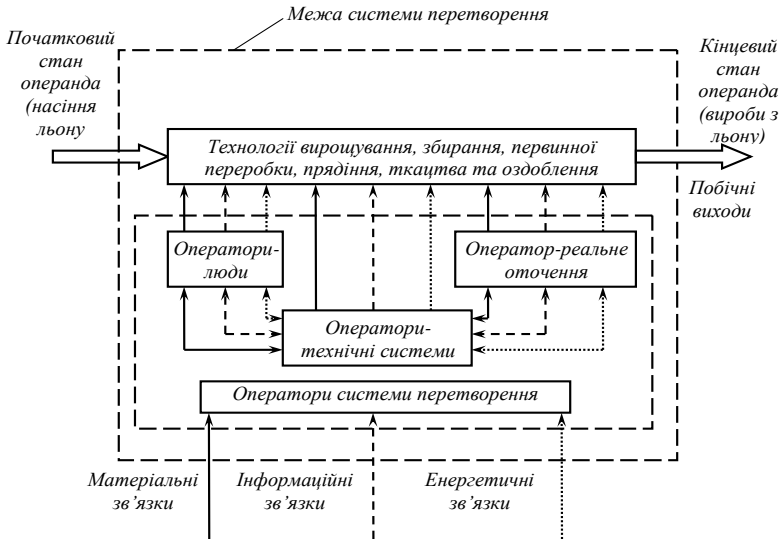 Межа системи перетворення
Початковий
стан
операнда
(насіння
льону
Кінцевий
стан
операнда
(вироби з
льону)
Технології вирощування, збирання, первинної
переробки, прядіння, ткацтва та оздоблення
Побічні
виходи
Оператори-
люди
Оператор-реальне
оточення
Оператори-
технічні системи
Оператори системи перетворення
Матеріальні
зв’язки
Інформаційні
зв’язки
Енергетичні
зв’язки